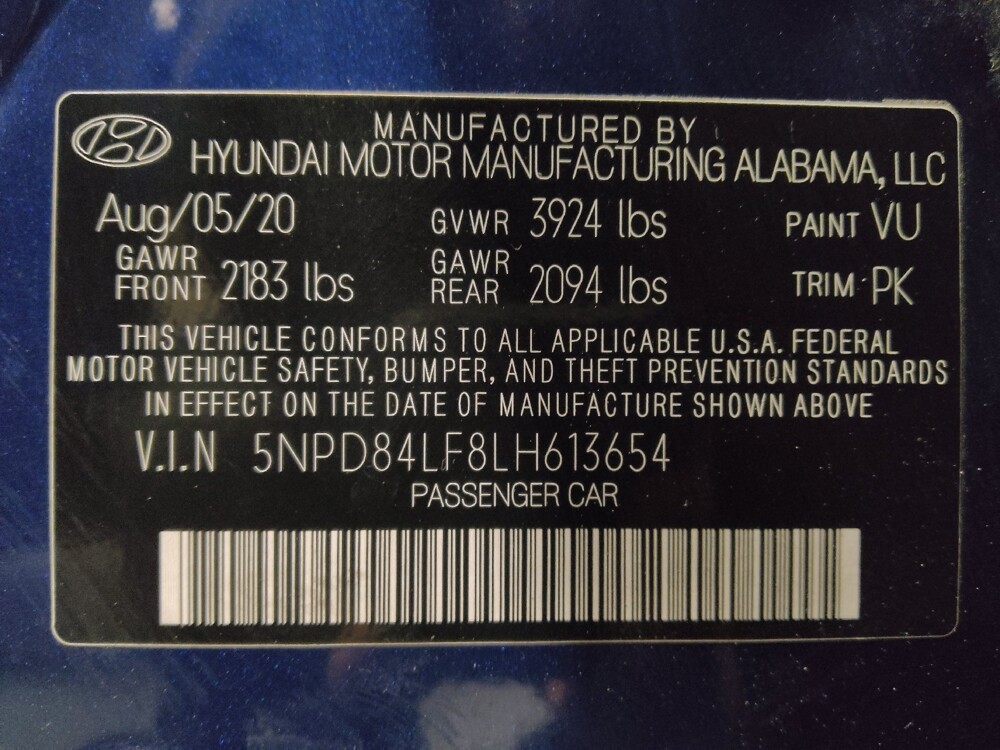 MANUFACTURED BY
HYUNDAI MOTOR MANUFACTURING ALABAMA, LLC
Aug/05/20 GVWR 3924 lbs PAINT VU
GAWR FRONT 2183 lbs GAWR REAR 2094 lbs TRIM PK
THIS VEHICLE CONFORMS TO ALL APPLICABLE U.S.A. FEDERAL
MOTOR VEHICLE SAFETY, BUMPER, AND THEFT PREVENTION STANDARDS
IN EFFECT ON THE DATE OF MANUFACTURE SHOWN ABOVE
V.I.N 5NPD84LF8LH613654
PASSENGER CAR